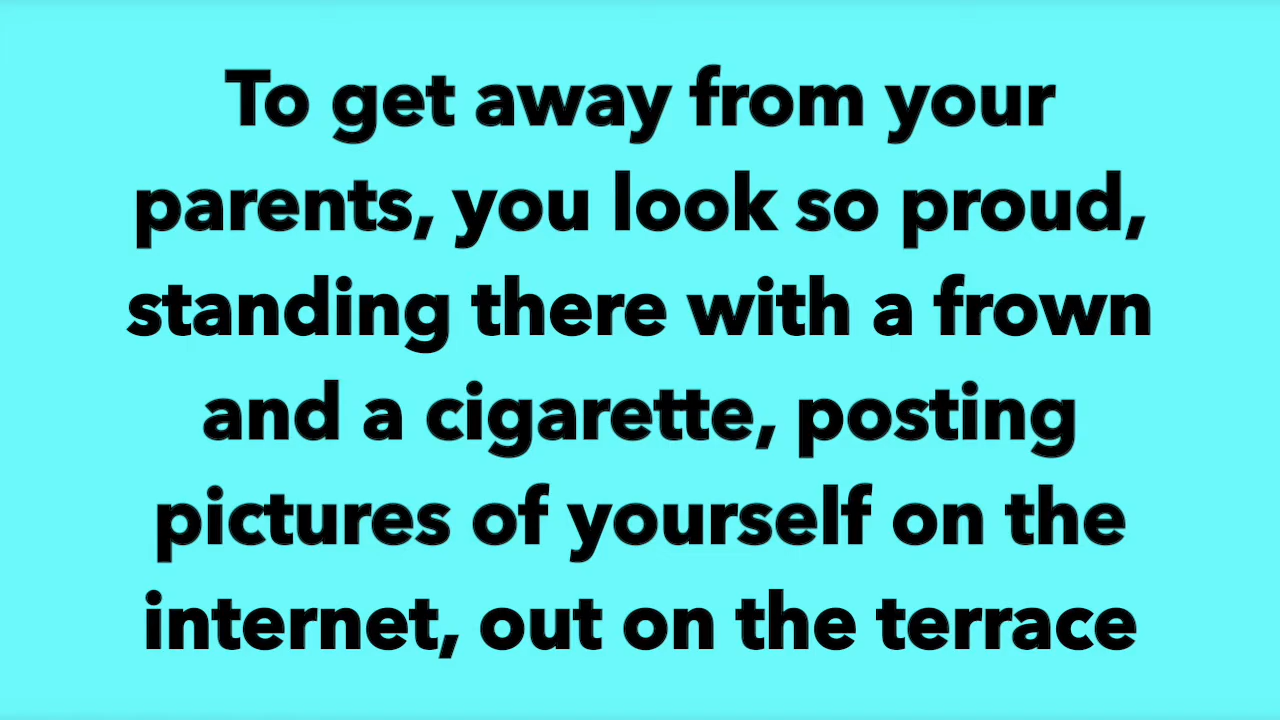 To get away from your
parents, you look so proud,
standing there with a frown
and a cigarette, posting
pictures of yourself on the
internet, out on the terrace